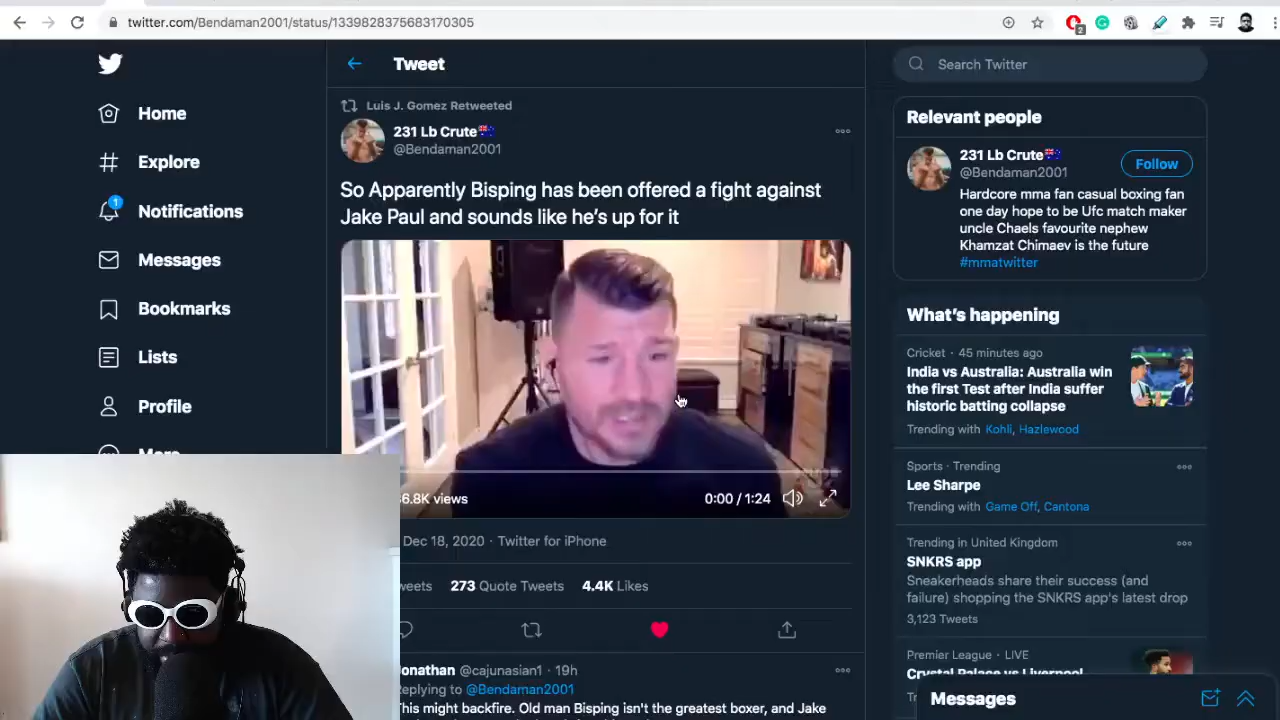 twitter.com/Bendaman2001/status/1339828375683170305
2
Home
Explore
1
Notifications
Messages
Bookmarks
Lists
Profile
More
Tweet
Luis J. Gomez Retweeted
231 Lb Crute
@Bendaman2001
So Apparently Bisping has been offered a fight against
Jake Paul and sounds like he's up for it
6.8K views
0:00 / 1:24
Dec 18, 2020 · Twitter for iPhone
273 Quote Tweets 4.4K Likes
@cajunasian1 · 19h
@Bendaman2001
This might backfire. Old man Bisping isn't the greatest boxer, and Jake
Search Twitter
Relevant people
231 Lb Crute
@Bendaman2001
Follow
Hardcore mma fan casual boxing fan
one day hope to be Ufc match maker
uncle Chaels favourite nephew
Khamzat Chimaev is the future
#mmatwitter
What's happening
Cricket · 45 minutes ago
India vs Australia: Australia win
the first Test after India suffer
historic batting collapse
Trending with Kohli, Hazlewood
Sports · Trending
Lee Sharpe
Trending with Game Off, Cantona
Trending in United Kingdom
SNKRS app
Sneakerheads share their success (and
failure) shopping the SNKRS app's latest drop
3,123 Tweets
Premier League · LIVE
Crystal Palace vs Liverpool
Messages